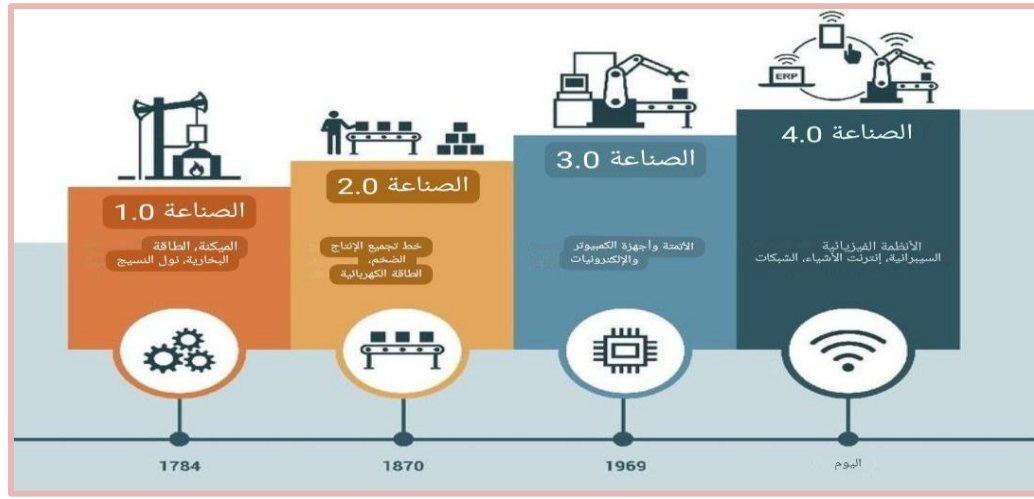 ERP
الصناعة 1.0
الميكنة، الطاقة
البخارية، نول النسيج
1784
الصناعة 2.0
خط تجميع الإنتاج
الضخم،
الطاقة الكهربائية
1870
الصناعة 3.0
الأتمتة وأجهزة الكمبيوتر
والإلكترونيات
1969
الصناعة 4.0
الأنظمة الفيزيائية
السيبرانية، إنترنت الأشياء، الشبكات
اليوم